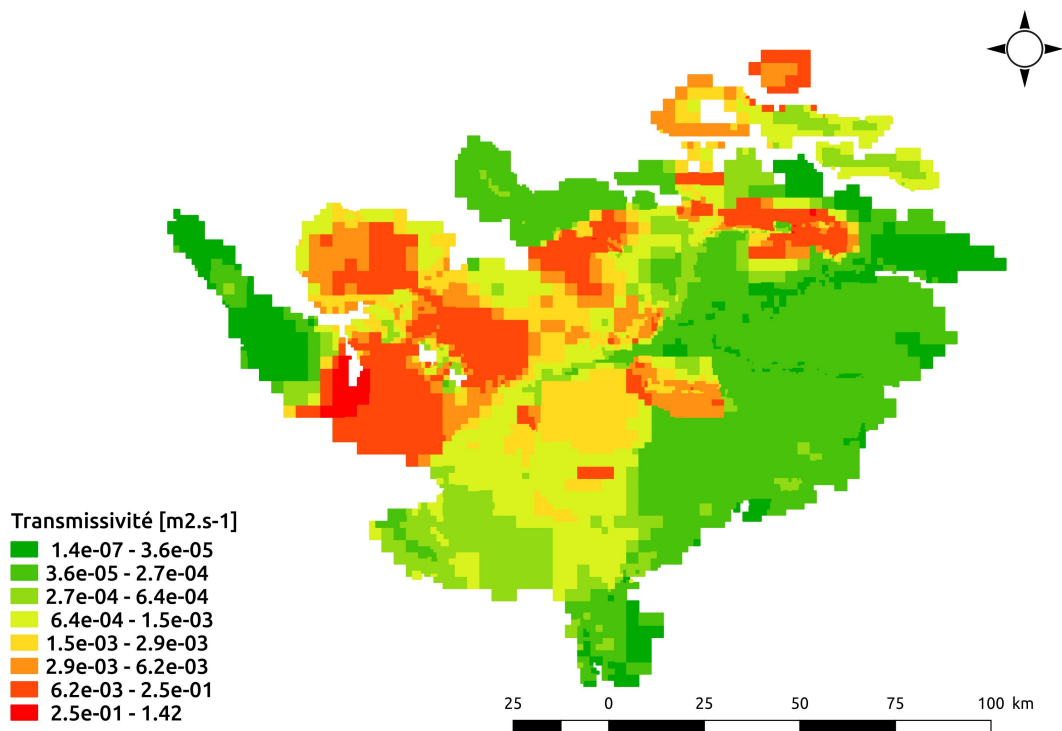 Transmissivité [m2.s-1]
1.4e-07 - 3.6e-05
3.6e-05 - 2.7e-04
2.7e-04 - 6.4e-04
6.4e-04 - 1.5e-03
1.5e-03 - 2.9e-03
2.9e-03 - 6.2e-03
6.2e-03 - 2.5e-01
2.5e-01 - 1.42
25 0 25 50 75 100 km